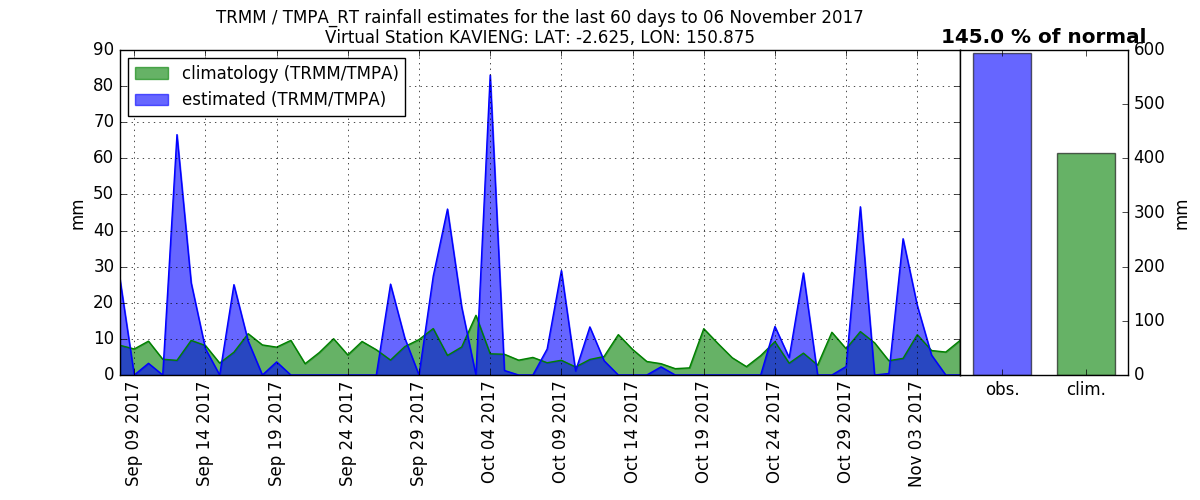 TRMM / TMPA_RT rainfall estimates for the last 60 days to 06 November 2017
Virtual Station KAVIENG: LAT: -2.625, LON: 150.875
145.0 % of normal
climatology (TRMM/TMPA)
estimated (TRMM/TMPA)
mm
90
80
70
60
50
40
30
20
10
0
Sep 09 2017
Sep 14 2017
Sep 19 2017
Sep 24 2017
Sep 29 2017
Oct 04 2017
Oct 09 2017
Oct 14 2017
Oct 19 2017
Oct 24 2017
Oct 29 2017
Nov 03 2017
obs.
clim.
600
500
400
300
200
100
0
mm